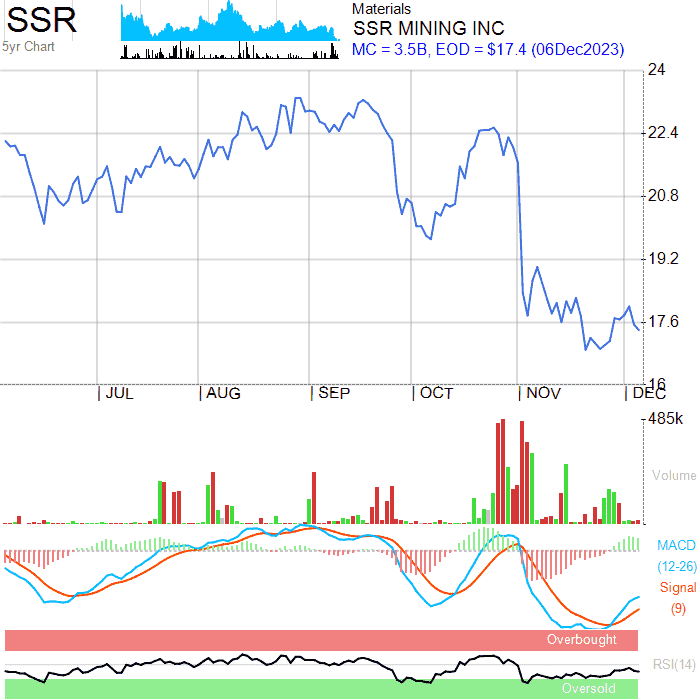 SSR
5yr Chart
Materials
SSR MINING INC
MC = 3.5B, EOD = $17.4 (06Dec2023)
24
22.4
20.8
19.2
17.6
16
JUL AUG SEP OCT NOV DEC
485k
Volume
MACD
(12-26)
Signal
(9)
Overbought
RSI(14)
Oversold